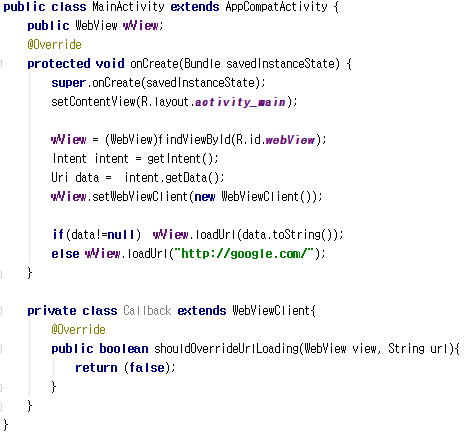 public class MainActivity extends AppCompatActivity {
    public WebView wView;
    @Override
    protected void onCreate(Bundle savedInstanceState) {
        super.onCreate(savedInstanceState);
        setContentView(R.layout.activity_main);

        wView = (WebView)findViewById(R.id.webView);
        Intent intent = getIntent();
        Uri data =  intent.getData();
        wView.setWebViewClient(new WebViewClient());

        if(data!=null)  wView.loadUrl(data.toString());
        else wView.loadUrl("http://google.com/");
    }

    private class Callback extends WebViewClient{
        @Override
        public boolean shouldOverrideUrlLoading(WebView view, String url){
            return (false);
        }
    }
}